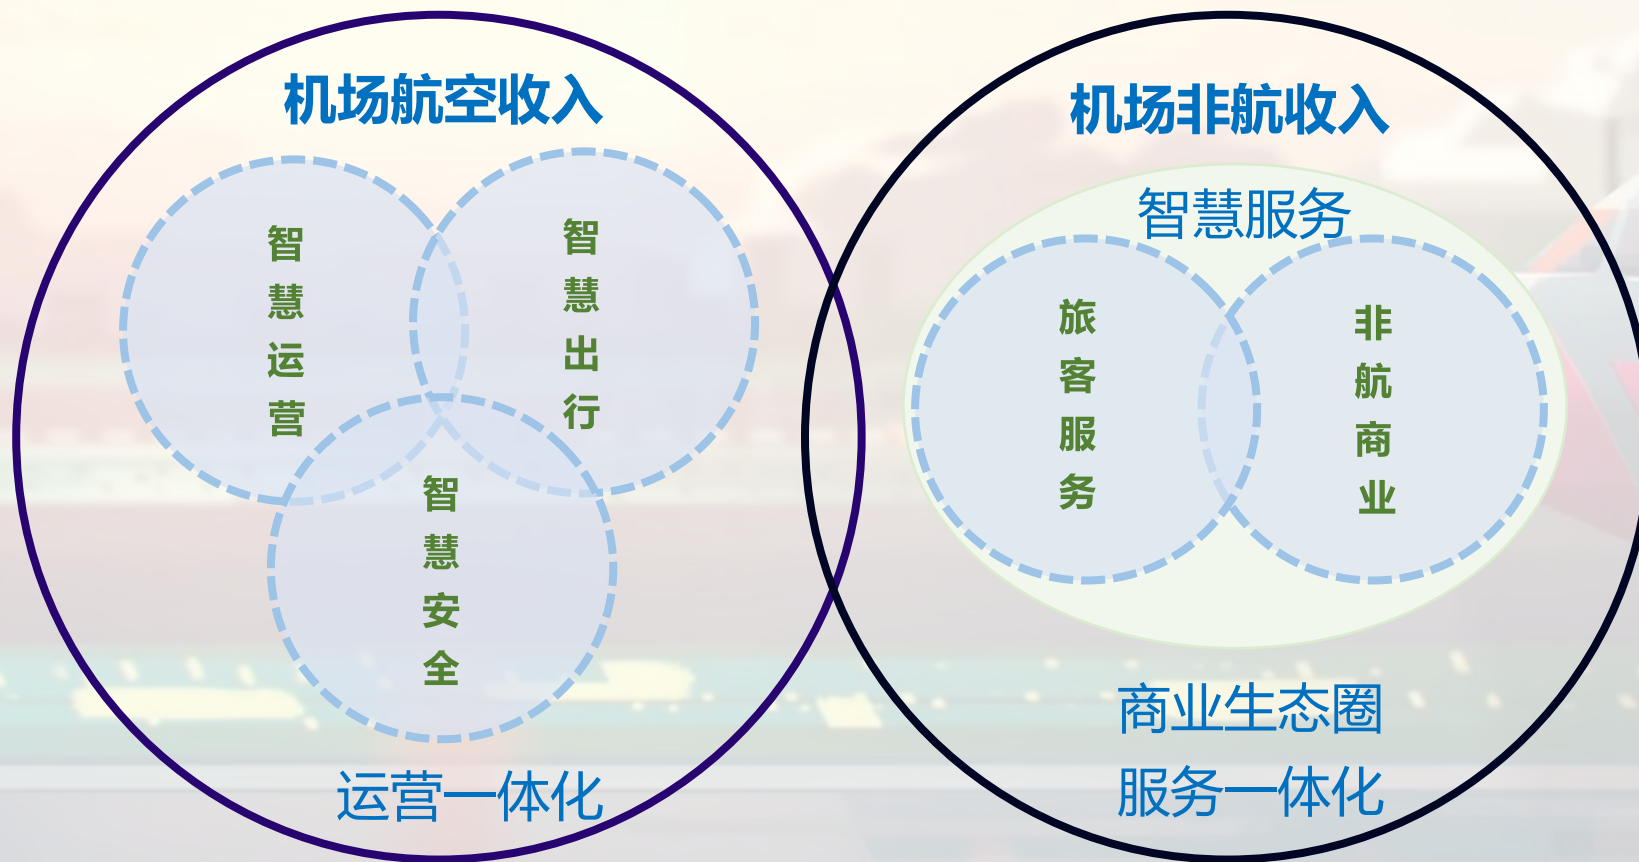 机场航空收入
智慧运营
智慧出行
智慧安全
运营一体化
机场非航收入
智慧服务
旅客服务
非航商业
商业生态圈
服务一体化